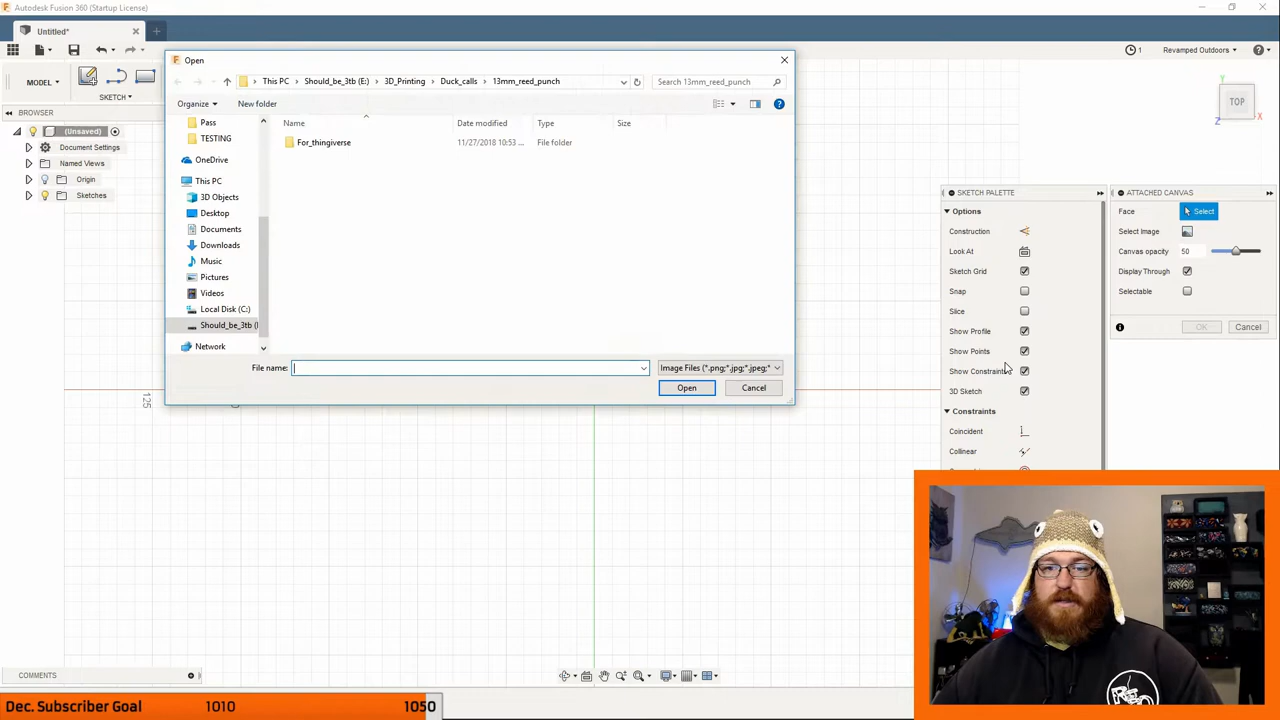 Autodesk Fusion 360 (Startup License)
Untitled*
1 Revamped Outdoors
MODEL
SKETCH
BROWSER
(Unsaved)
Document Settings
Named Views
Origin
Sketches
Open
This PC Should_be_3tb (E:) 3D_Printing Duck_calls 13mm_reed_punch
Search 13mm_reed_punch
Organize New folder
Name Date modified Type Size
For_thingiverse 11/27/2018 10:53 ... File folder
Pass
TESTING
OneDrive
This PC
3D Objects
Desktop
Documents
Downloads
Music
Pictures
Videos
Local Disk (C:)
Should_be_3tb (
Network
File name:
Image Files (*.png;*.jpg;*.jpeg;*
Open Cancel
TOP
Y
X
Z
SKETCH PALETTE
Options
Construction
Look At
Sketch Grid
Snap
Slice
Show Profile
Show Points
Show Constraints
3D Sketch
Constraints
Coincident
Collinear
ATTACHED CANVAS
Face Select
Select Image
Canvas opacity 50
Display Through
Selectable
OK Cancel
125
COMMENTS
Dec. Subscriber Goal 1010 1050